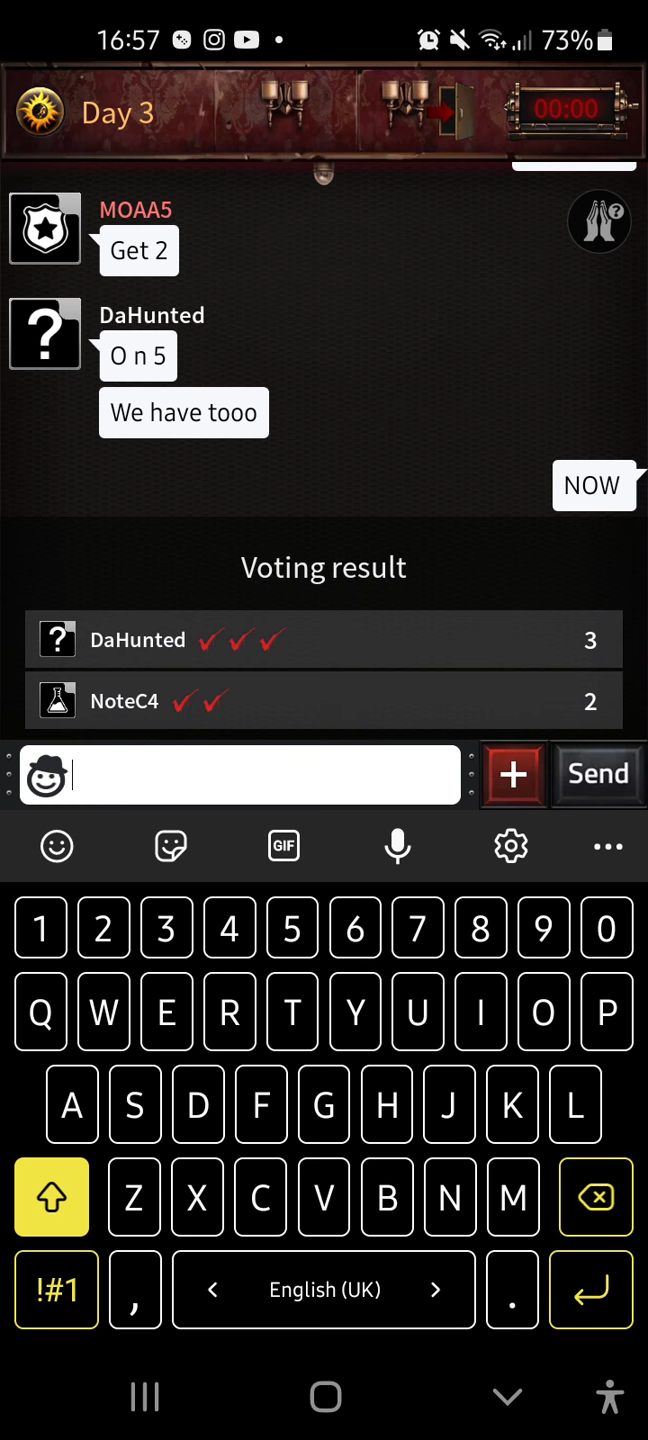 16:57
73%
Day 3
00:00
MOAA5
Get 2
?
DaHunted
?
O n 5
We have tooo
NOW
Voting result
? DaHunted 3
NoteC4 2
+ Send
GIF
1 2 3 4 5 6 7 8 9 0
Q W E R T Y U I O P
A S D F G H J K L
Z X C V B N M
!#1 , < English (UK) > .